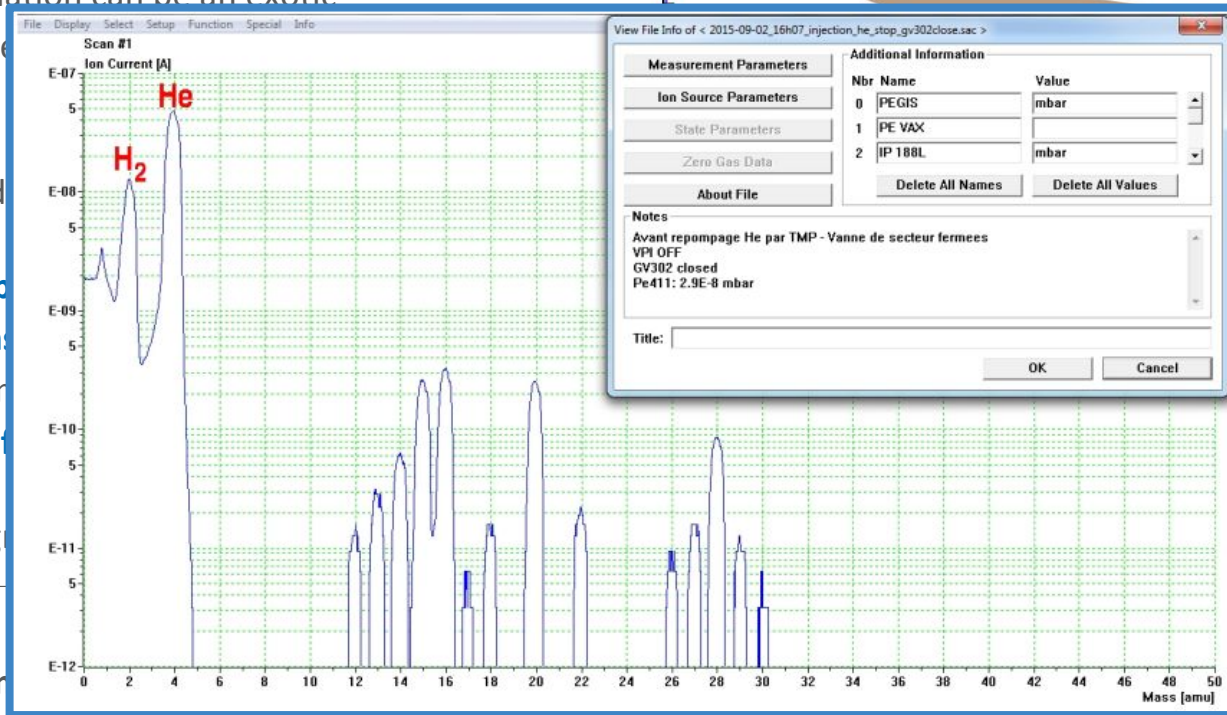 ation can be an exotic
File Display Select Setup Function Special Info
Scan #1
Ion Current [A]
E-07
5
E-08
5
E-09
5
E-10
5
E-11
5
E-12
He
H2
0 2 4 6 8 10 12 14 16 18 20 22 24 26 28 30 32 34 36 38 40 42 44 46 48 50
Mass [amu]
View File Info of < 2015-09-02_16h07_injection_he_stop_gv302close.sac >
Measurement Parameters
Ion Source Parameters
State Parameters
Zero Gas Data
About File
Additional Information
Nbr Name Value
0 PEGIS mbar
1 PE VAX
2 IP 188L mbar
Delete All Names Delete All Values
Notes
Avant repompage He par TMP - Vanne de secteur fermees
VPI OFF
GV302 closed
Pe411: 2.9E-8 mbar
Title:
OK Cancel